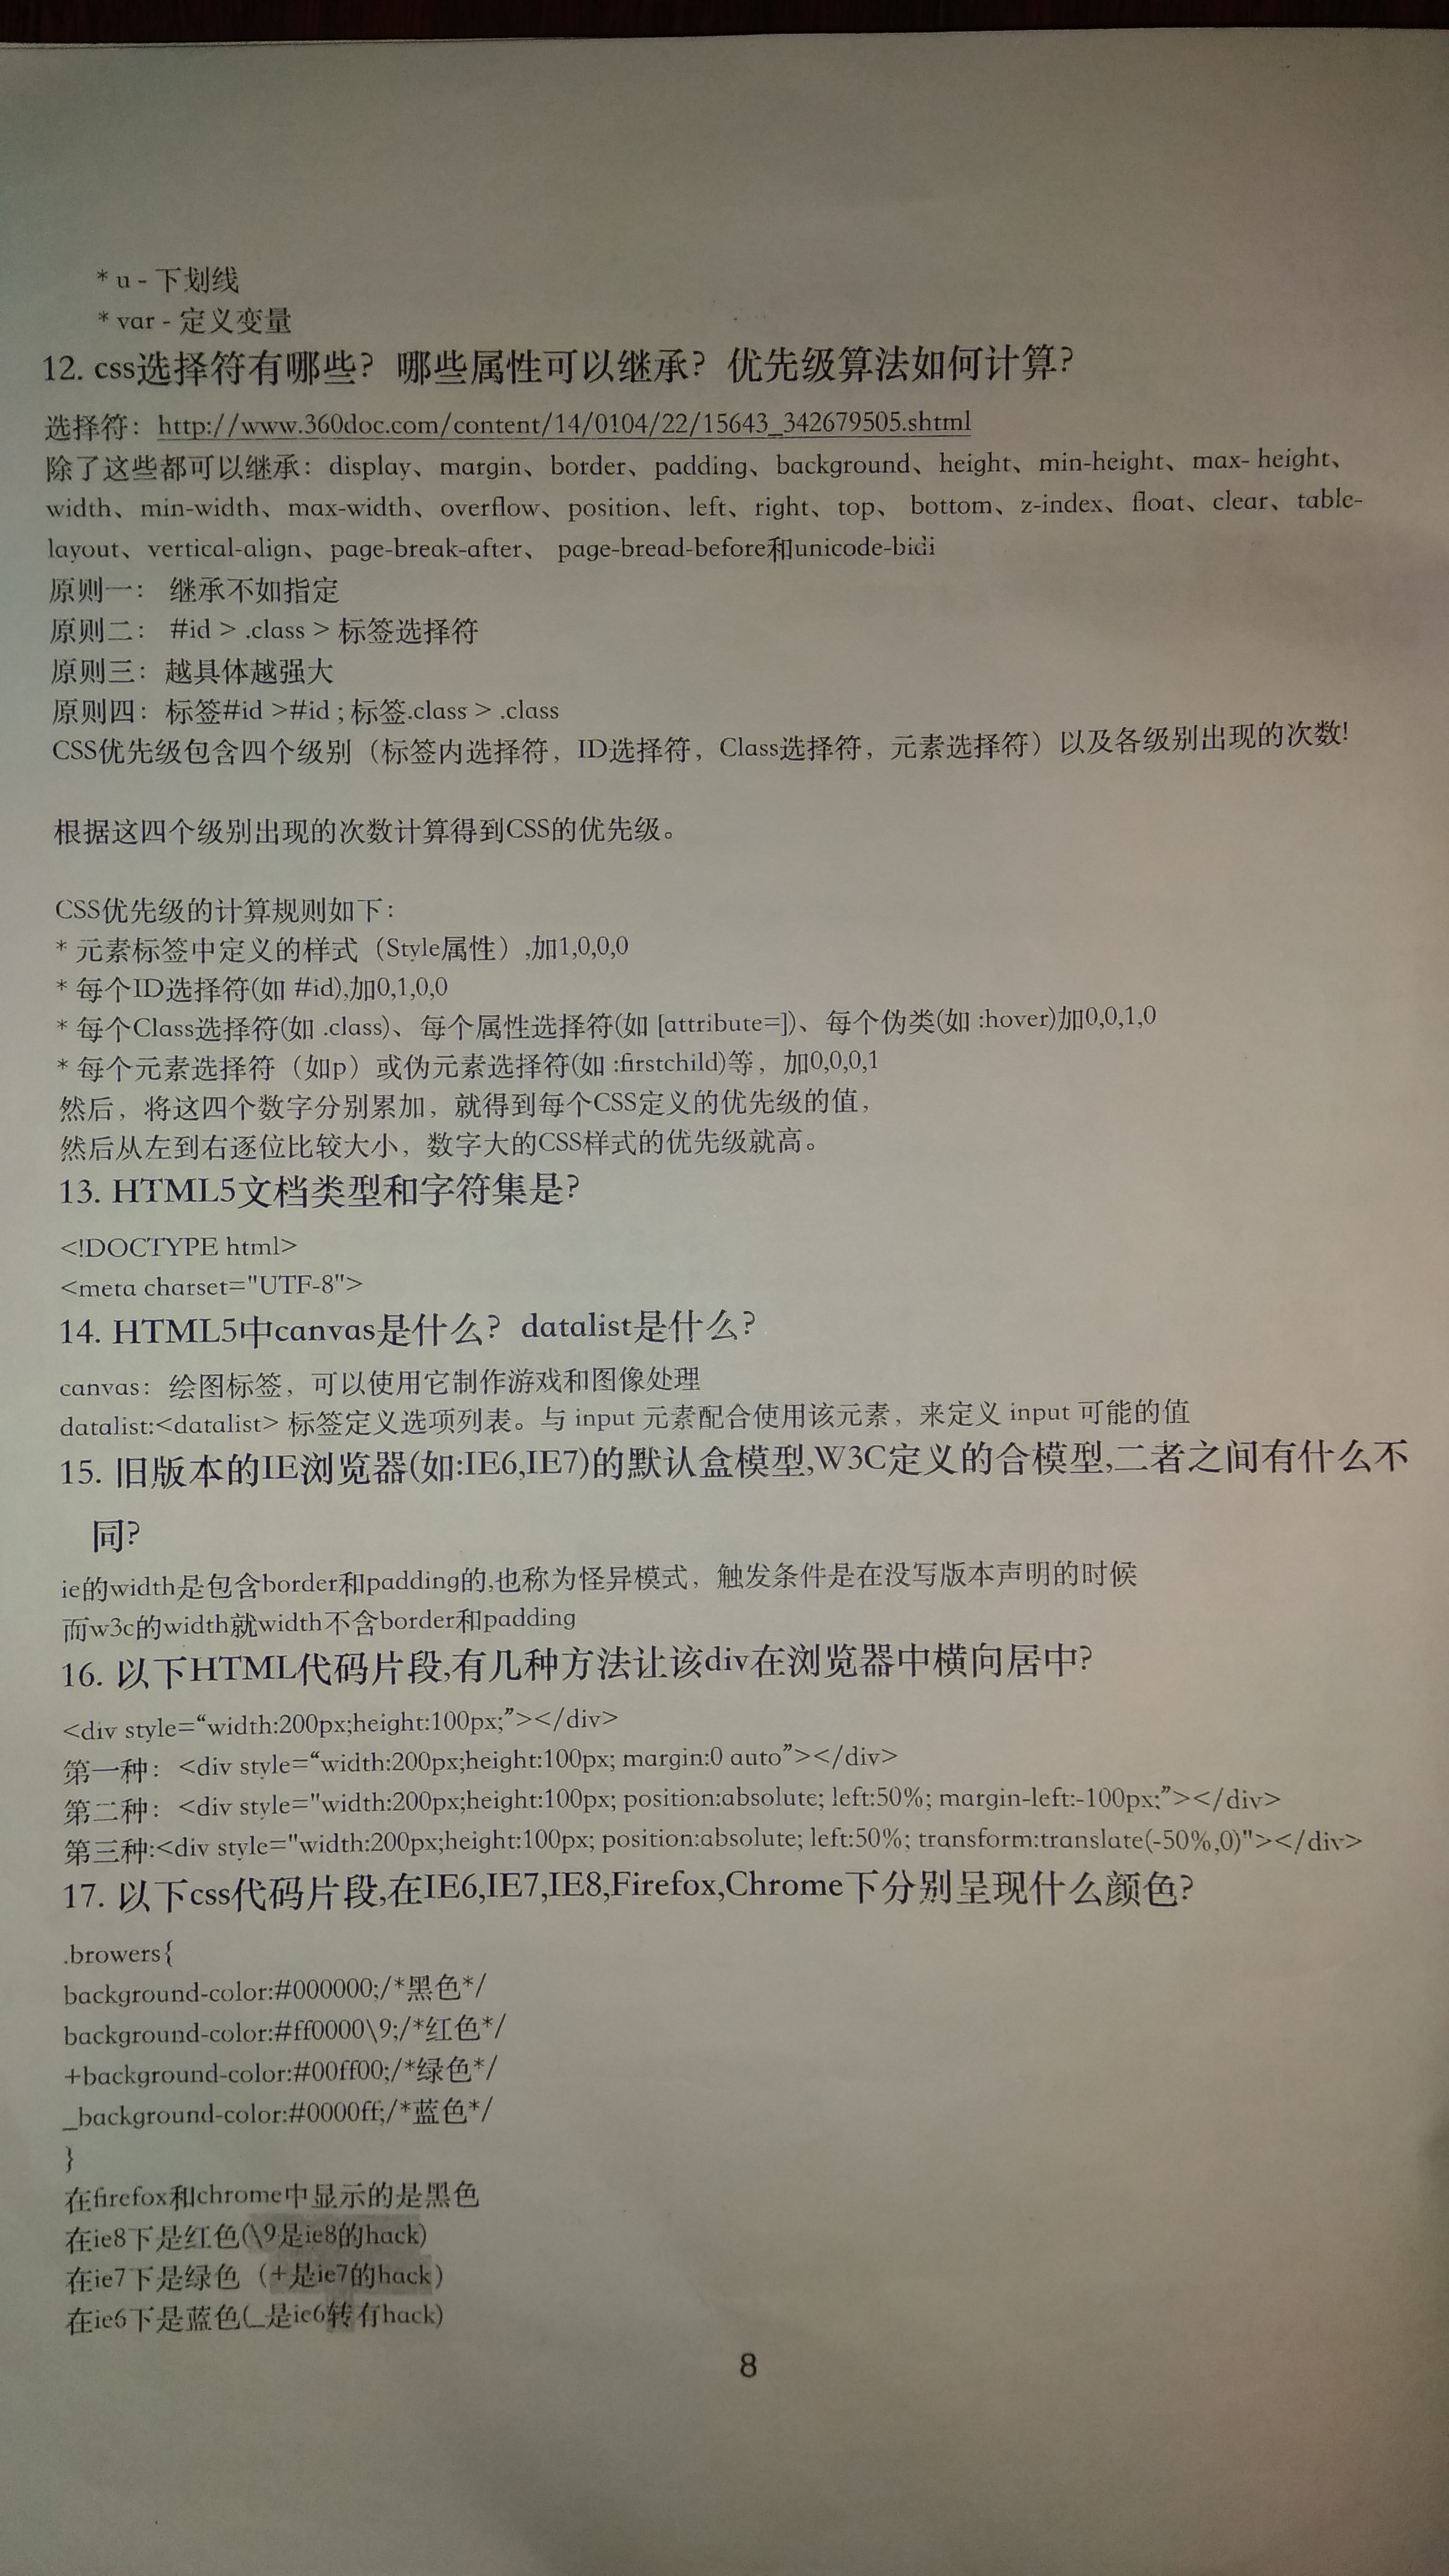 * u - 下划线
* var - 定义变量
12. css选择符有哪些？ 哪些属性可以继承？ 优先级算法如何计算？
选择符：http://www.360doc.com/content/14/0104/22/15643_342679505.shtml
除了这些都可以继承：display、margin、border、padding、background、height、min-height、max- height、
width、min-width、max-width、overflow、position、left、right、top、 bottom、z-index、float、clear、table-
layout、vertical-align、page-break-after、 page-bread-before和unicode-bidi
原则一： 继承不如指定
原则二： #id > .class > 标签选择符
原则三：越具体越强大
原则四：标签#id >#id ; 标签.class > .class
CSS优先级包含四个级别（标签内选择符，ID选择符，Class选择符，元素选择符）以及各级别出现的次数!
根据这四个级别出现的次数计算得到CSS的优先级。
CSS优先级的计算规则如下：
* 元素标签中定义的样式（Style属性）,加1,0,0,0
* 每个ID选择符(如 #id),加0,1,0,0
* 每个Class选择符(如 .class)、每个属性选择符(如 [attribute=])、每个伪类(如 :hover)加0,0,1,0
* 每个元素选择符（如p）或伪元素选择符(如 :firstchild)等，加0,0,0,1
然后，将这四个数字分别累加，就得到每个CSS定义的优先级的值，
然后从左到右逐位比较大小，数字大的CSS样式的优先级就高。
13. HTML5文档类型和字符集是？
<!DOCTYPE html>
<meta charset="UTF-8">
14. HTML5中canvas是什么？ datalist是什么？
canvas：绘图标签，可以使用它制作游戏和图像处理
datalist:<datalist> 标签定义选项列表。与 input 元素配合使用该元素，来定义 input 可能的值
15. 旧版本的IE浏览器(如:IE6,IE7)的默认盒模型,W3C定义的合模型,二者之间有什么不
同?
ie的width是包含border和padding的,也称为怪异模式，触发条件是在没写版本声明的时候
而w3c的width就width不含border和padding
16. 以下HTML代码片段,有几种方法让该div在浏览器中横向居中?
<div style=“width:200px;height:100px;”></div>
第一种：<div style=“width:200px;height:100px; margin:0 auto”></div>
第二种：<div style="width:200px;height:100px; position:absolute; left:50%; margin-left:-100px;”></div>
第三种:<div style="width:200px;height:100px; position:absolute; left:50%; transform:translate(-50%,0)"></div>
17. 以下css代码片段,在IE6,IE7,IE8,Firefox,Chrome下分别呈现什么颜色?
.browers{
background-color:#000000;/*黑色*/
background-color:#ff0000\9;/*红色*/
+background-color:#00ff00;/*绿色*/
_background-color:#0000ff;/*蓝色*/
}
在firefox和chrome中显示的是黑色
在ie8下是红色(\9是ie8的hack)
在ie7下是绿色（+是ie7的hack）
在ie6下是蓝色(_是ie6转有hack)
8